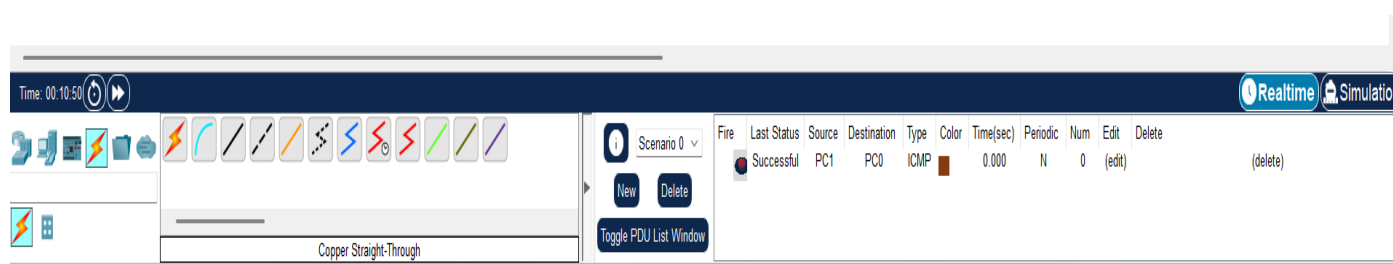 Time: 00:10:50
Realtime
Simulatio
Scenario 0
New
Delete
Toggle PDU List Window
Copper Straight-Through
Fire Last Status Source Destination Type Color Time(sec) Periodic Num Edit Delete
Successful PC1 PC0 ICMP 0.000 N 0 (edit) (delete)